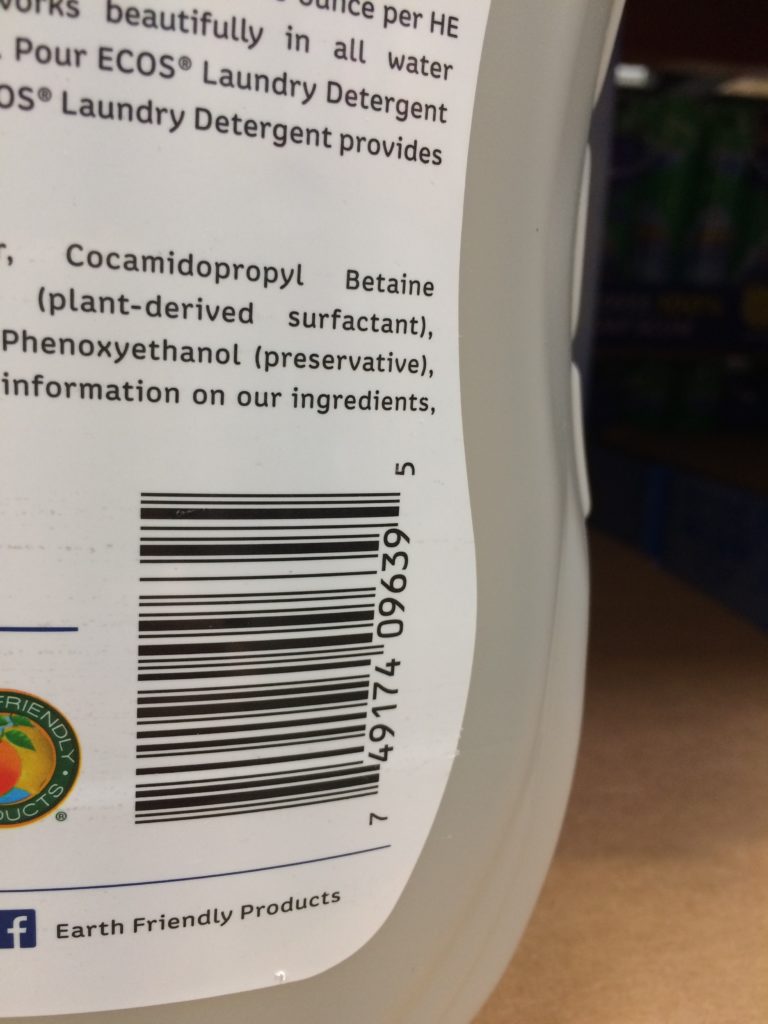 ounce per HE
works beautifully in all water
. Pour ECOS® Laundry Detergent
OS® Laundry Detergent provides
r, Cocamidopropyl Betaine
(plant-derived surfactant),
Phenoxyethanol (preservative),
information on our ingredients,
7 49174 09639 5
FRIENDLY
DUCTS ®
f Earth Friendly Products